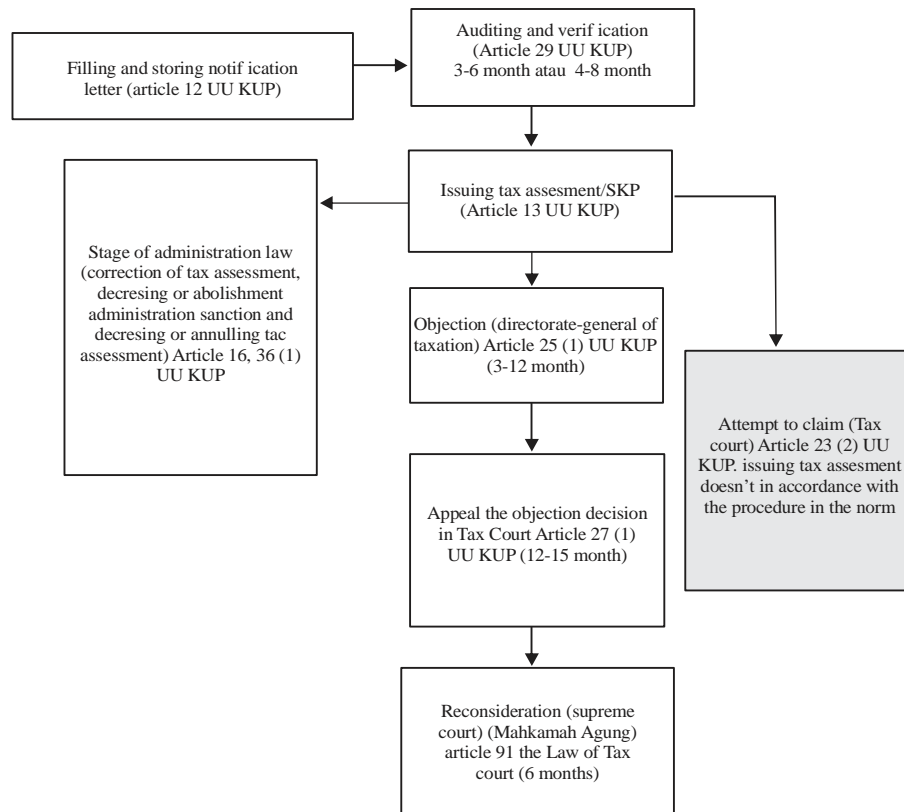 Filling and storing notif ication
letter (article 12 UU KUP)
Auditing and verif ication
(Article 29 UU KUP)
3-6 month atau 4-8 month
Issuing tax assesment/SKP
(Article 13 UU KUP)
Stage of administration law
(correction of tax assessment,
decresing or abolishment
administration sanction and
decresing or annulling tac
assessment) Article 16, 36 (1)
UU KUP
Objection (directorate-general of
taxation) Article 25 (1) UU KUP
(3-12 month)
Attempt to claim (Tax
court) Article 23 (2) UU
KUP. issuing tax assesment
doesn’t in accordance with
the procedure in the norm
Appeal the objection decision
in Tax Court Article 27 (1)
UU KUP (12-15 month)
Reconsideration (supreme
court) (Mahkamah Agung)
article 91 the Law of Tax
court (6 months)